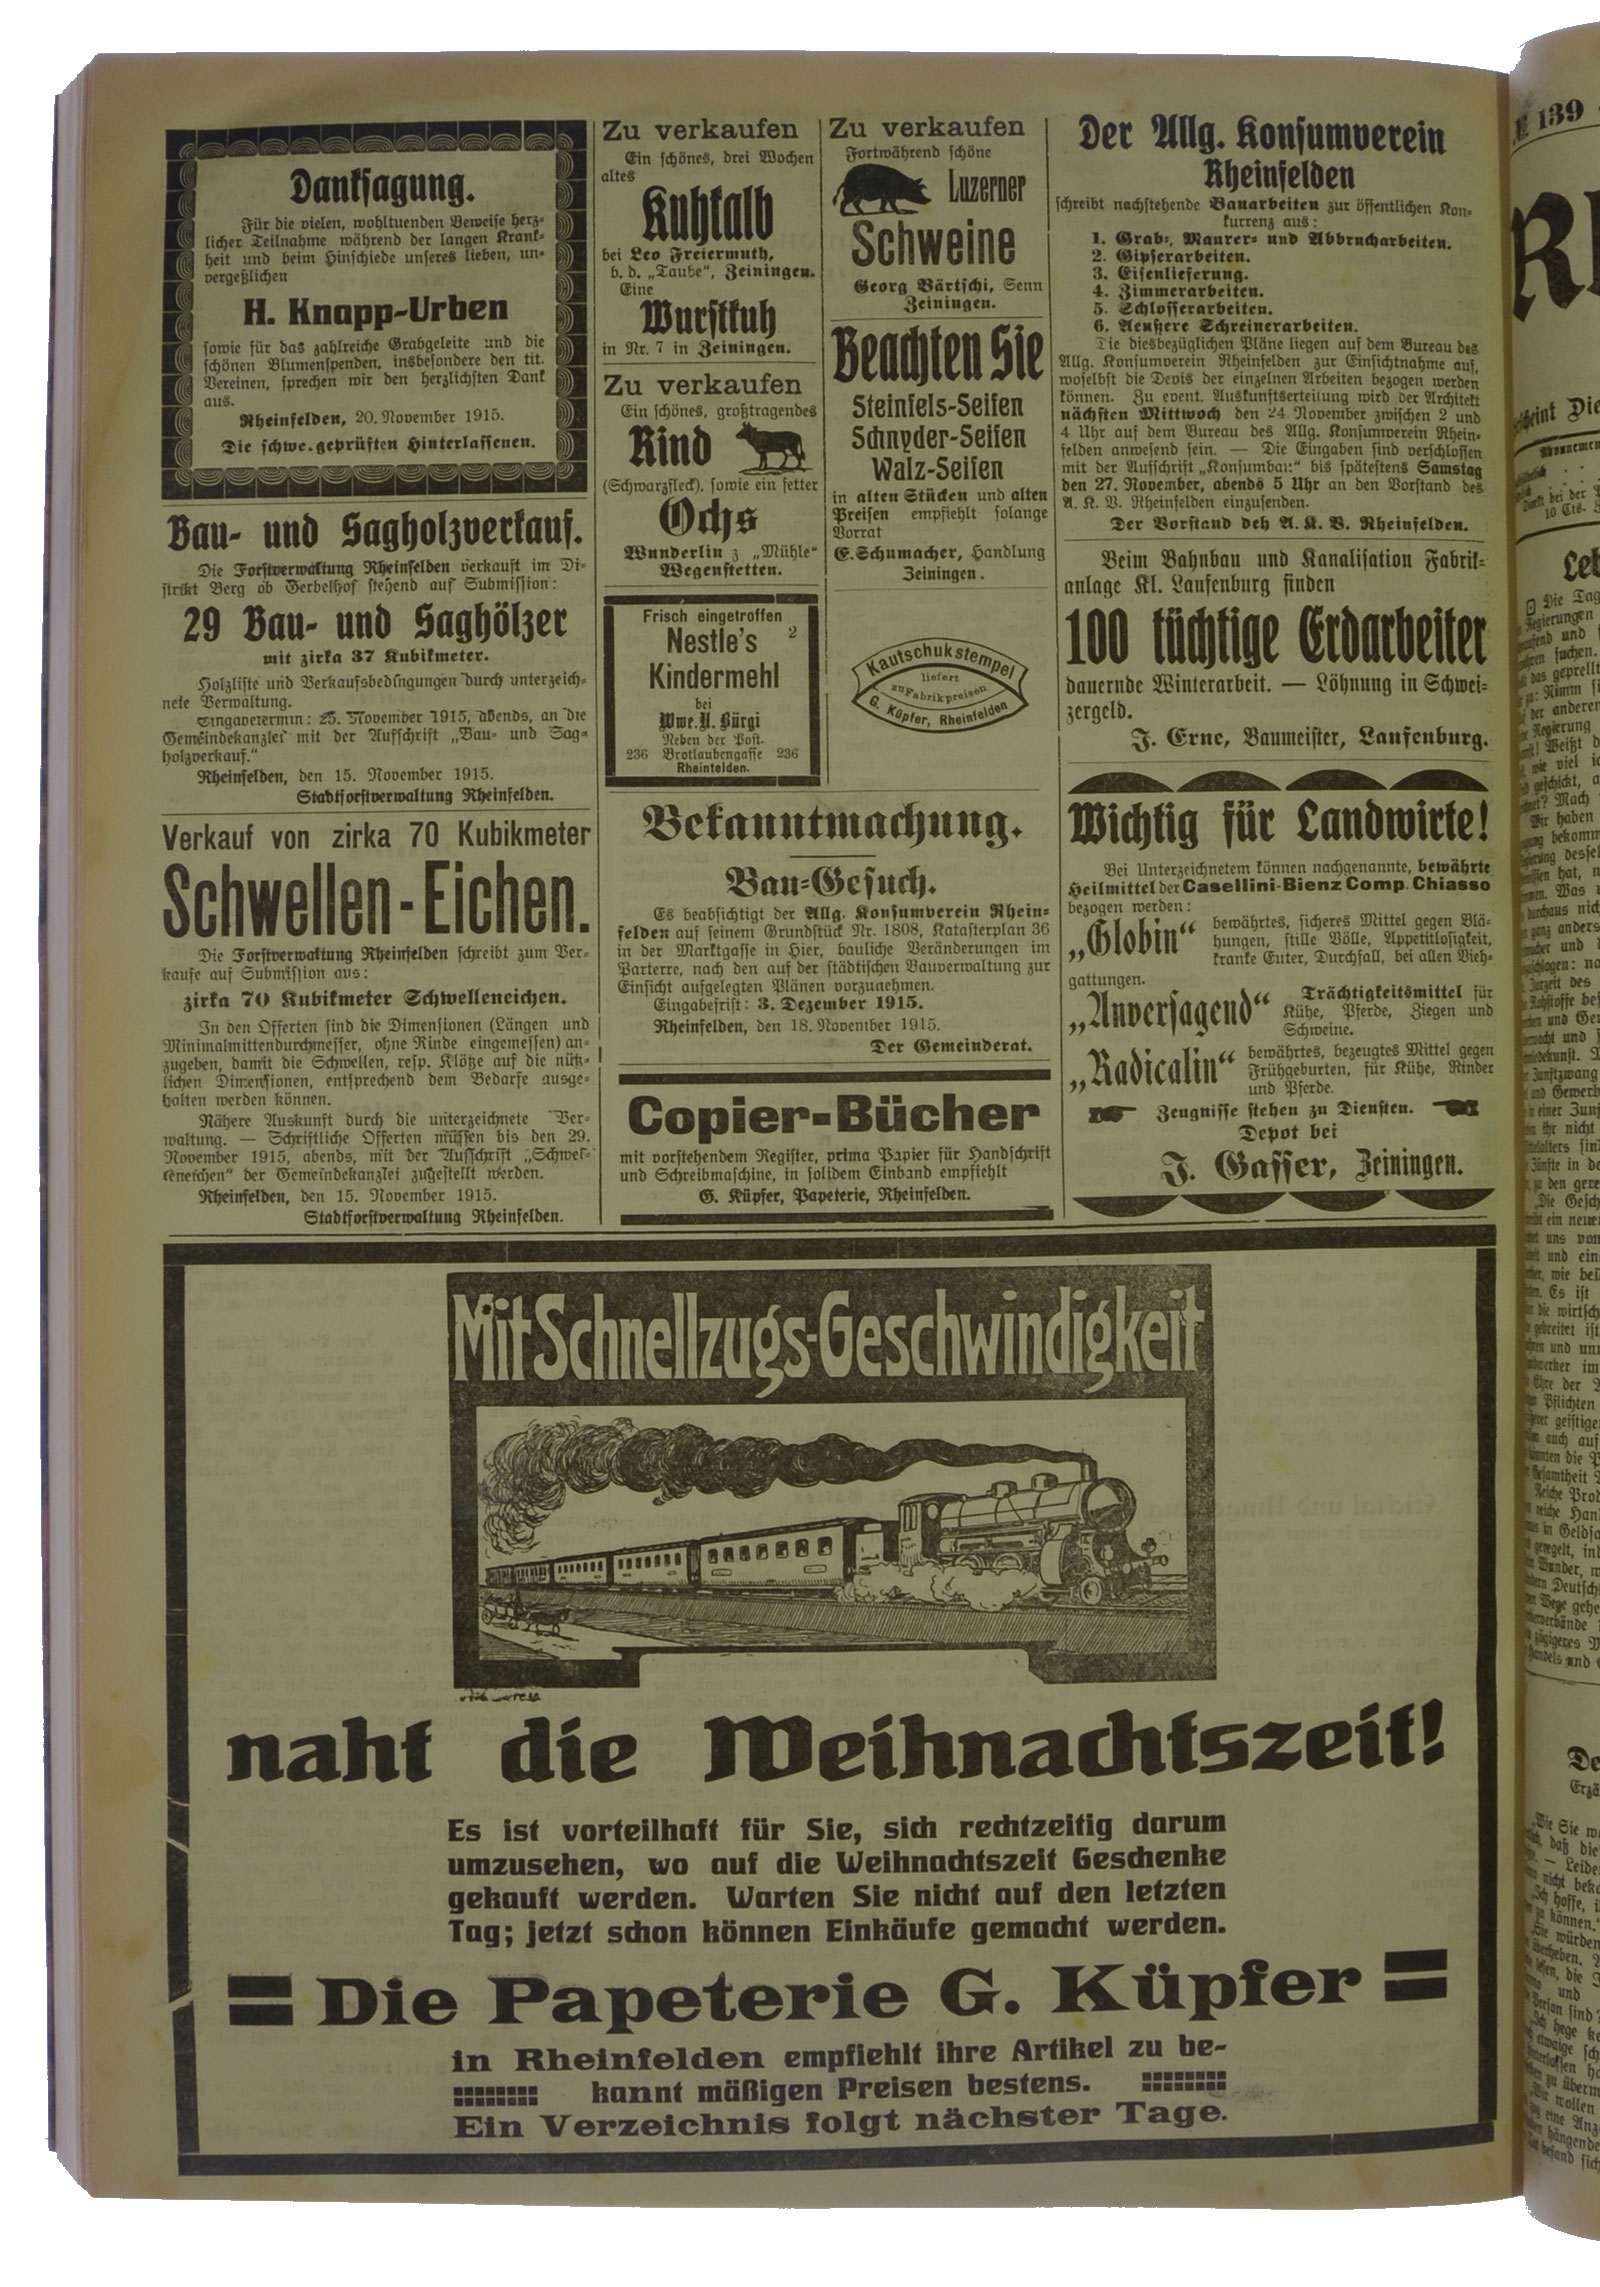 Danksagung.
Für die vielen, wohltuenden Beweise herz-
licher Teilnahme während der langen Krank-
heit und beim Hinschiede unseres lieben, un-
vergeßlichen
H. Knapp-Urben
sowie für das zahlreiche Grabgeleite und die
schönen Blumenspenden, insbesondere den tit.
Vereinen, sprechen wir den herzlichsten Dank
aus.
Rheinfelden, 20. November 1915.
Die schwe.geprüften Hinterlassenen.
Bau- und Sagholzverkauf.
Die Forstverwaltung Rheinfelden verkauft im Di-
strikt Berg ob Gerbelhof stehend auf Submission:
29 Bau- und Saghölzer
mit zirka 37 Kubikmeter.
Holzliste und Verkaufsbedingungen durch unterzeich-
nete Verwaltung.
Eingabetermin: 25. November 1915, abends, an die
Gemeindekanzlei mit der Aufschrift „Bau- und Sag-
holzverkauf."
Rheinfelden, den 15. November 1915.
Stadtforstverwaltung Rheinfelden.
Verkauf von zirka 70 Kubikmeter
Schwellen-Eichen.
Die Forstverwaltung Rheinfelden schreibt zum Ver-
kaufe auf Submission aus:
zirka 70 Kubikmeter Schwelleneichen.
In den Offerten sind die Dimensionen (Längen und
Minimalmittendurchmesser, ohne Rinde eingemessen) an-
zugeben, damit die Schwellen, resp. Klötze auf die nütz-
lichen Dimensionen, entsprechend dem Bedarfe ausge-
halten werden können.
Nähere Auskunft durch die unterzeichnete Ver-
waltung. — Schriftliche Offerten müssen bis den 29.
November 1915, abends, mit der Aufschrift „Schwel-
leneichen" der Gemeindekanzlei zugestellt werden.
Rheinfelden, den 15. November 1915.
Stadtforstverwaltung Rheinfelden.
Zu verkaufen
Ein schönes, drei Wochen
altes
Kuhkalb
bei Leo Freiermuth,
b. d. „Taube", Zeiningen.
Eine
Wurstkuh
in Nr. 7 in Zeiningen.
Zu verkaufen
Ein schönes, großtragendes
Rind
(Schwarzfleck), sowie ein fetter
Ochs
Wunderlin z „Mühle"
Wegenstetten.
Frisch eingetroffen
Nestle's 2
Kindermehl
bei
Wwe. A. Bürgi
Neben der Post.
236 Brotlaubengasse 236
Rheinfelden.
Zu verkaufen
Fortwährend schöne
Luzerner
Schweine
Georg Bärtschi, Senn
Zeiningen.
Beachten Sie
Steinfels-Seifen
Schnyder-Seifen
Walz-Seifen
in alten Stücken und alten
Preisen empfiehlt solange
Vorrat
E. Schumacher, Handlung
Zeiningen.
Kautschukstempel
liefert
zu Fabrikpreisen
G. Küpfer, Rheinfelden
Bekanntmachung.
Bau-Gesuch.
Es beabsichtigt der Allg. Konsumverein Rhein-
felden auf seinem Grundstück Nr. 1808, Katasterplan 36
in der Marktgasse in Hier, bauliche Veränderungen im
Parterre, nach den auf der städtischen Bauverwaltung zur
Einsicht aufgelegten Plänen vorzunehmen.
Eingabefrist: 3. Dezember 1915.
Rheinfelden, den 18. November 1915.
Der Gemeinderat.
Copier-Bücher
mit vorstehendem Register, prima Papier für Handschrift
und Schreibmaschine, in solidem Einband empfiehlt
G. Küpfer, Papeterie, Rheinfelden.
Der Allg. Konsumverein
Rheinfelden
schreibt nachstehende Bauarbeiten zur öffentlichen Kon-
kurrenz aus:
1. Grab-, Maurer- und Abbrucharbeiten.
2. Gipserarbeiten.
3. Eisenlieferung.
4. Zimmerarbeiten.
5. Schlosserarbeiten.
6. Aeußere Schreinerarbeiten.
Die diesbezüglichen Pläne liegen auf dem Bureau des
Allg. Konsumverein Rheinfelden zur Einsichtnahme auf,
woselbst die Devis der einzelnen Arbeiten bezogen werden
können. Zu event. Auskunftserteilung wird der Architekt
nächsten Mittwoch den 24 November zwischen 2 und
4 Uhr auf dem Bureau des Allg. Konsumverein Rhein-
felden anwesend sein. — Die Eingaben sind verschlossen
mit der Aufschrift „Konsumbau" bis spätestens Samstag
den 27. November, abends 5 Uhr an den Vorstand des
A. K. V. Rheinfelden einzusenden.
Der Vorstand deh A. K. V. Rheinfelden.
Beim Bahnbau und Kanalisation Fabrik-
anlage Kl. Laufenburg finden
100 tüchtige Erdarbeiter
dauernde Winterarbeit. — Löhnung in Schwei-
zergeld.
J. Erne, Baumeister, Laufenburg.
Wichtig für Landwirte!
Bei Unterzeichnetem können nachgenannte, bewährte
Heilmittel der Casellini-Bienz Comp. Chiasso
bezogen werden:
„Globin" bewährtes, sicheres Mittel gegen Blä-
hungen, stille Völle, Appetitlosigkeit,
kranke Euter, Durchfall, bei allen Vieh-
gattungen.
„Anversagend" Trächtigkeitsmittel für
Kühe, Pferde, Ziegen und
Schweine.
„Radicalin" bewährtes, bezeugtes Mittel gegen
Frühgeburten, für Kühe, Rinder
und Pferde.
Zeugnisse stehen zu Diensten.
Depot bei
J. Gasser, Zeiningen.
Mit Schnellzugs-Geschwindigkeit
naht die Weihnachtszeit!
Es ist vorteilhaft für Sie, sich rechtzeitig darum
umzusehen, wo auf die Weihnachtszeit Geschenke
gekauft werden. Warten Sie nicht auf den letzten
Tag; jetzt schon können Einkäufe gemacht werden.
Die Papeterie G. Küpfer
in Rheinfelden empfiehlt ihre Artikel zu be-
kannt mäßigen Preisen bestens.
Ein Verzeichnis folgt nächster Tage.
№ 139